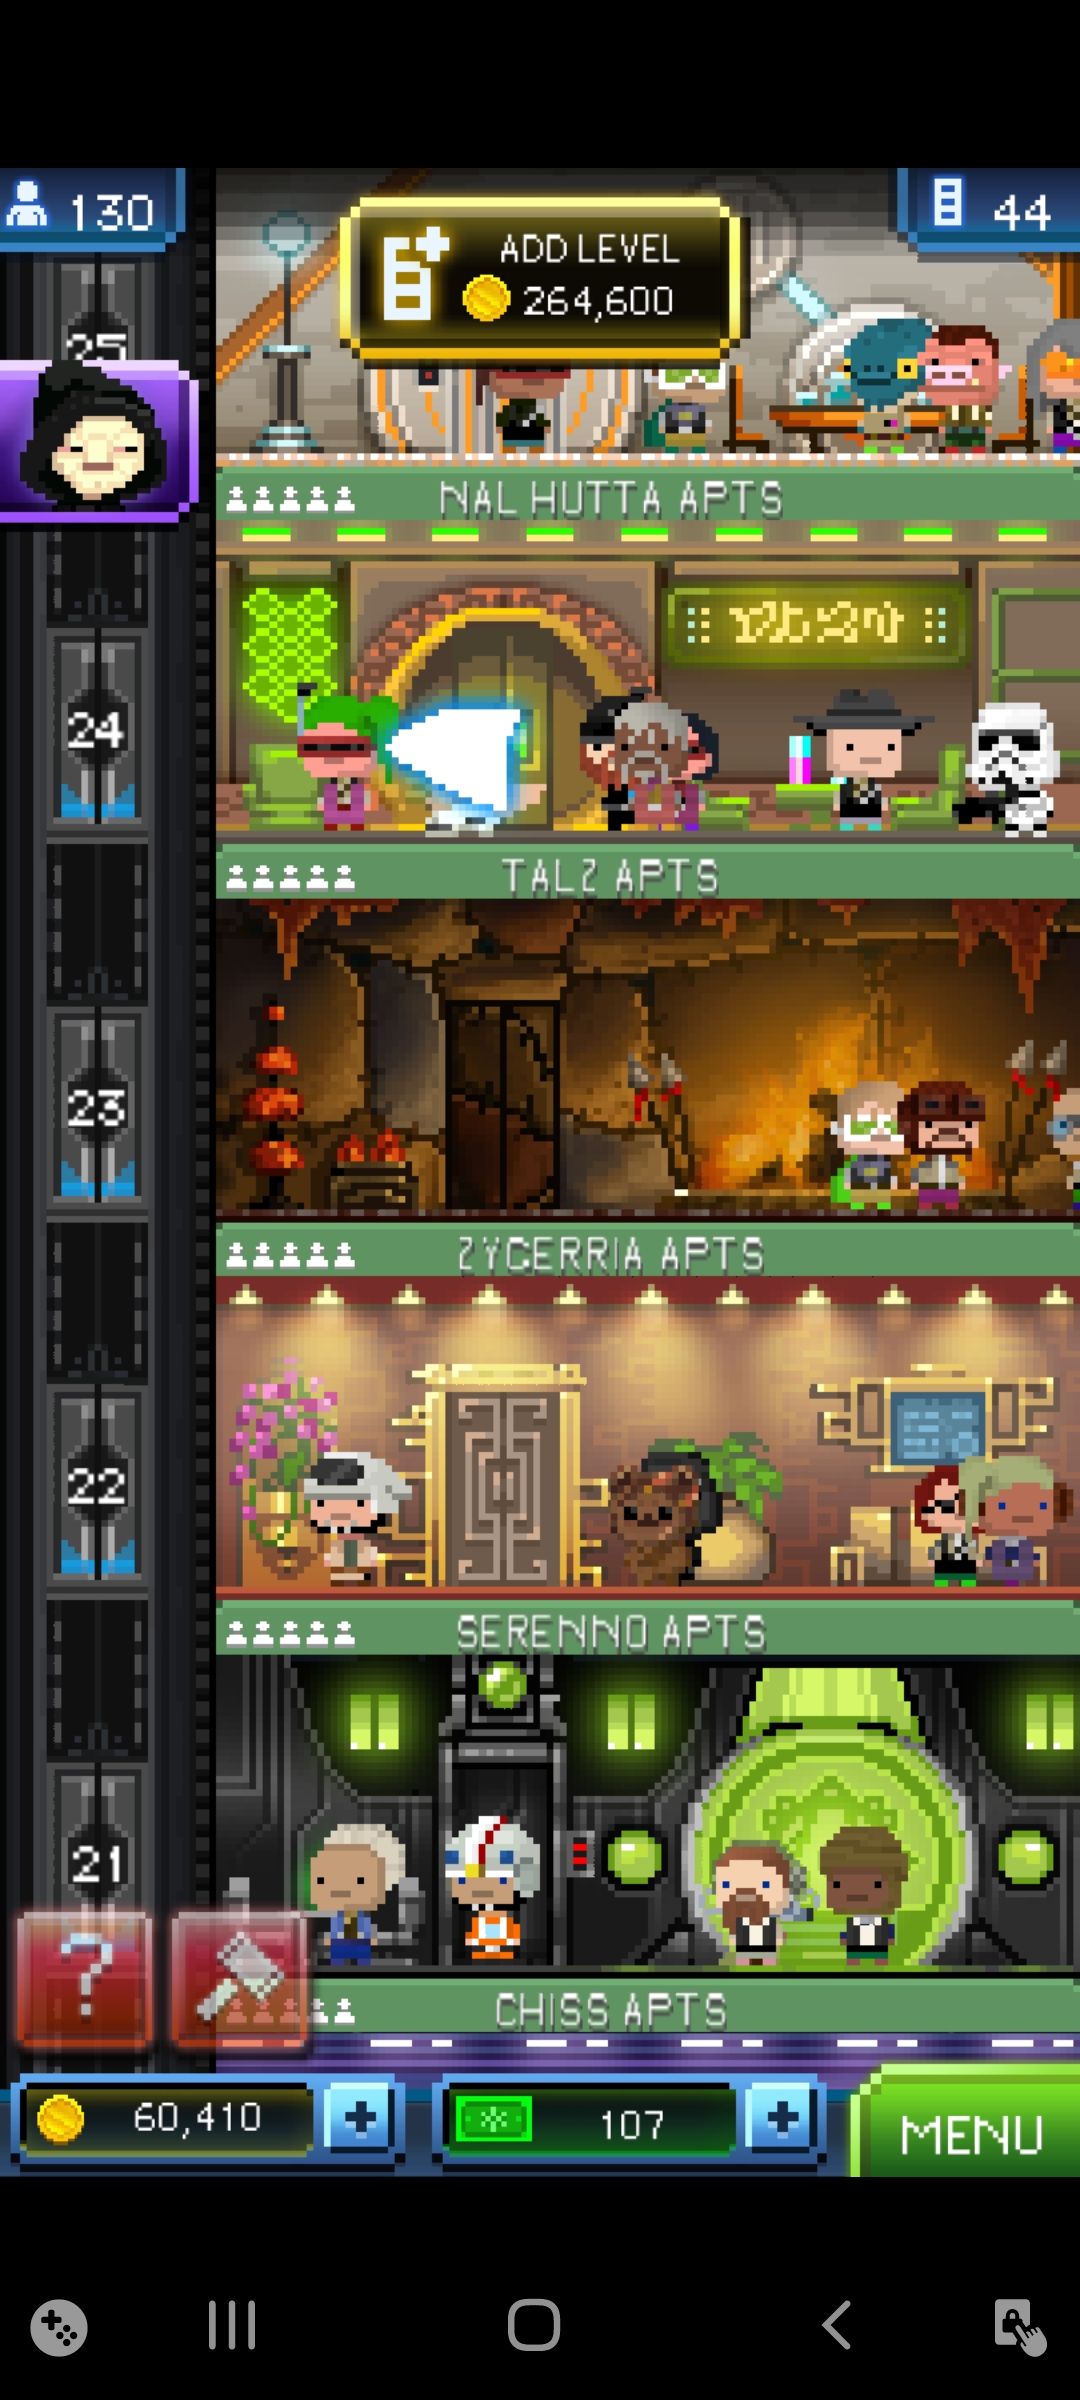 130
ADD LEVEL
264,600
44
25
NAL HUTTA APTS
24
TALZ APTS
23
ZYGERRIA APTS
22
SERENNO APTS
21
?
CHISS APTS
60,410
+
107
+
MENU